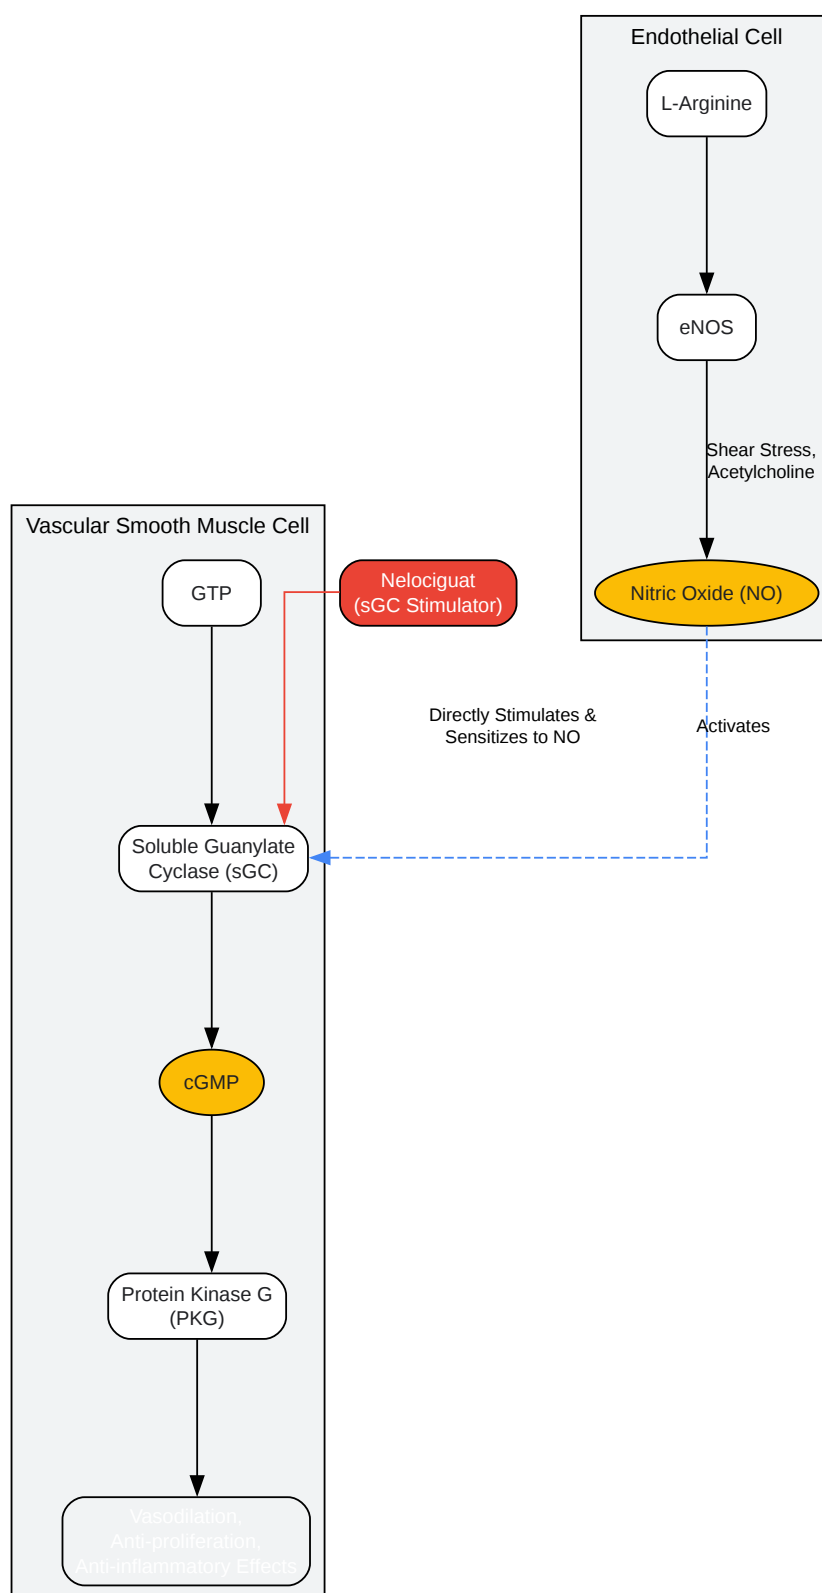 Endothelial Cell
L-Arginine
eNOS
Shear Stress,
Acetylcholine
Nitric Oxide (NO)
Vascular Smooth Muscle Cell
GTP
Nelociguat
(sGC Stimulator)
Directly Stimulates &
Sensitizes to NO
Activates
Soluble Guanylate
Cyclase (sGC)
cGMP
Protein Kinase G
(PKG)
Vasodilation,
Anti-proliferation,
Anti-inflammatory Effects